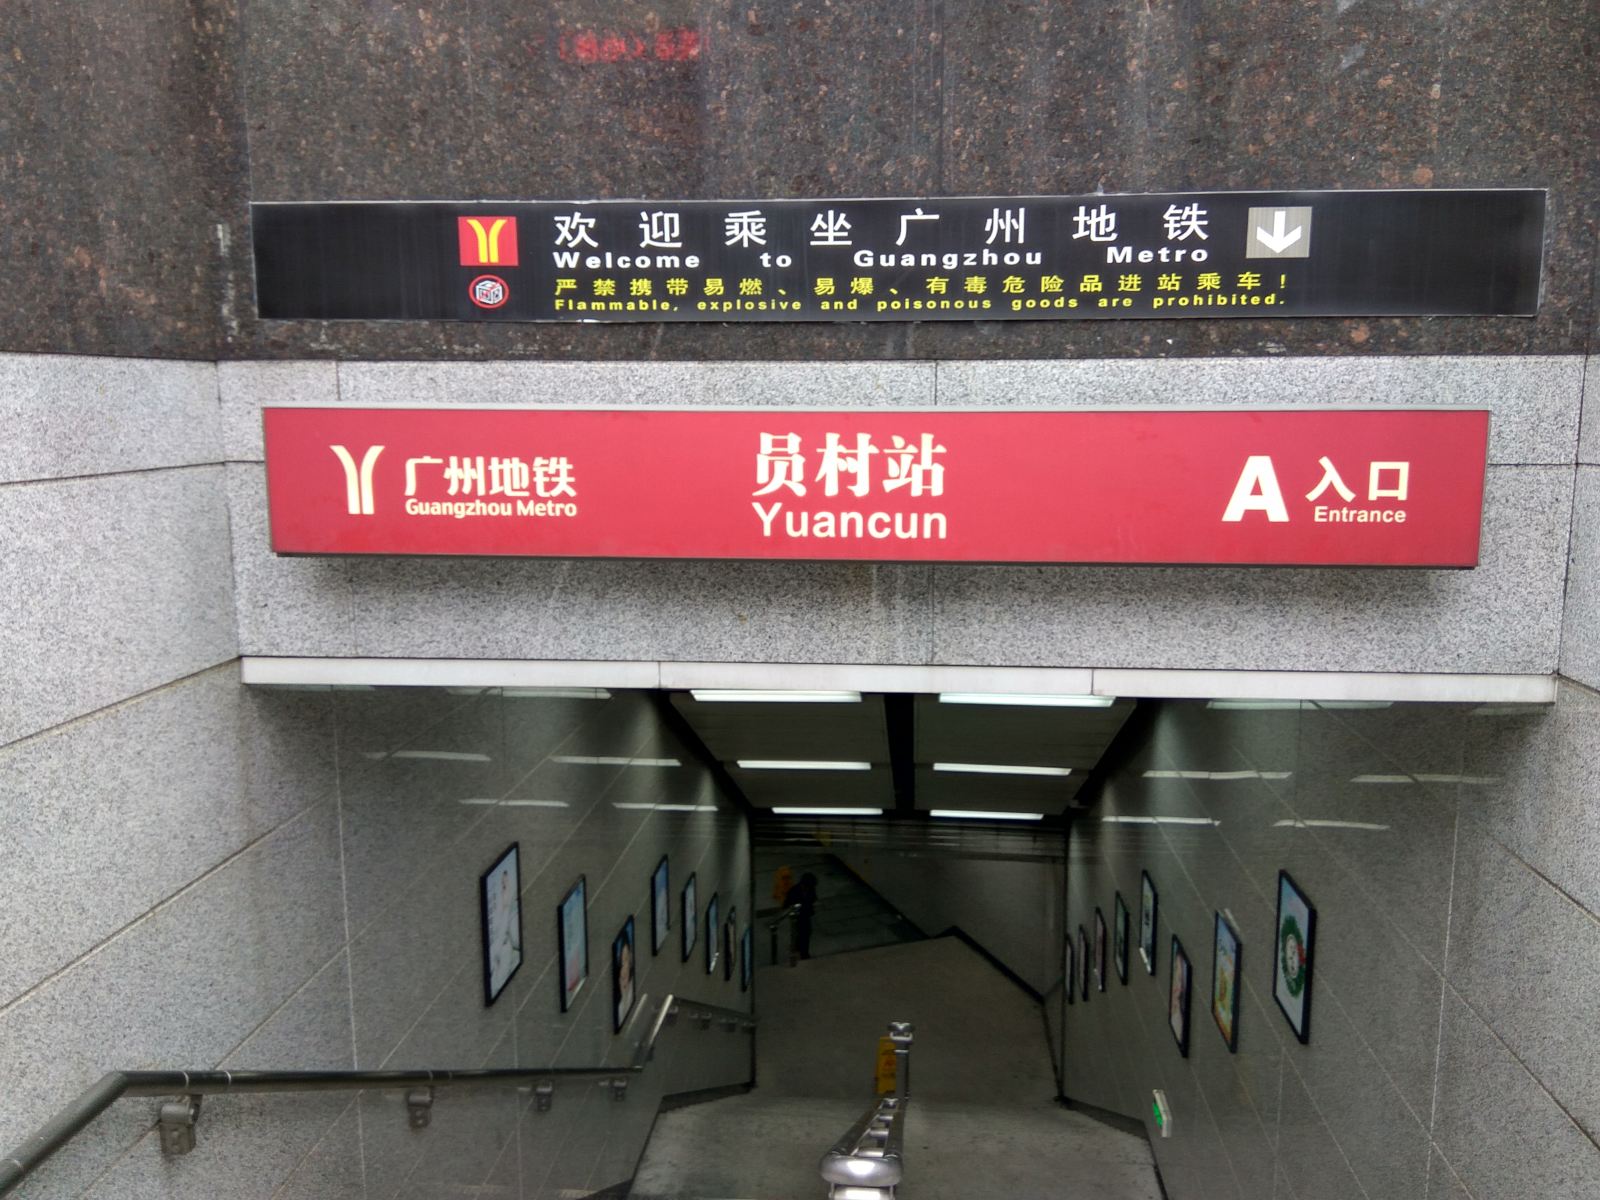 欢迎乘坐广州地铁
Welcome to Guangzhou Metro
严禁携带易燃、易爆、有毒危险品进站乘车！
Flammable, explosive and poisonous goods are prohibited.
广州地铁
Guangzhou Metro
员村站
Yuancun
A 入口
Entrance